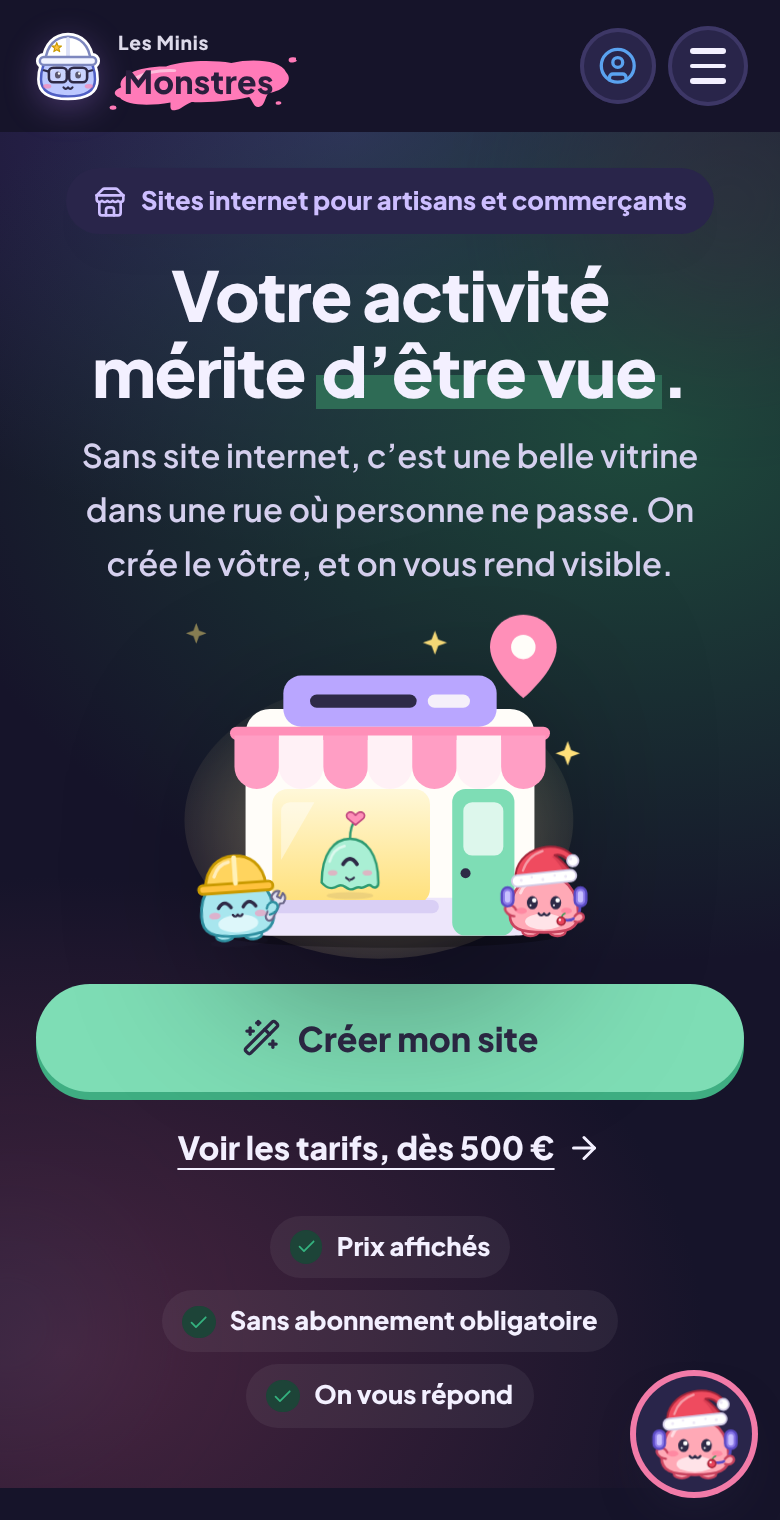 Les Minis
Monstres
Sites internet pour artisans et commerçants
Votre activité
mérite d’être vue.
Sans site internet, c’est une belle vitrine
dans une rue où personne ne passe. On
crée le vôtre, et on vous rend visible.
Créer mon site
Voir les tarifs, dès 500 €
Prix affichés
Sans abonnement obligatoire
On vous répond